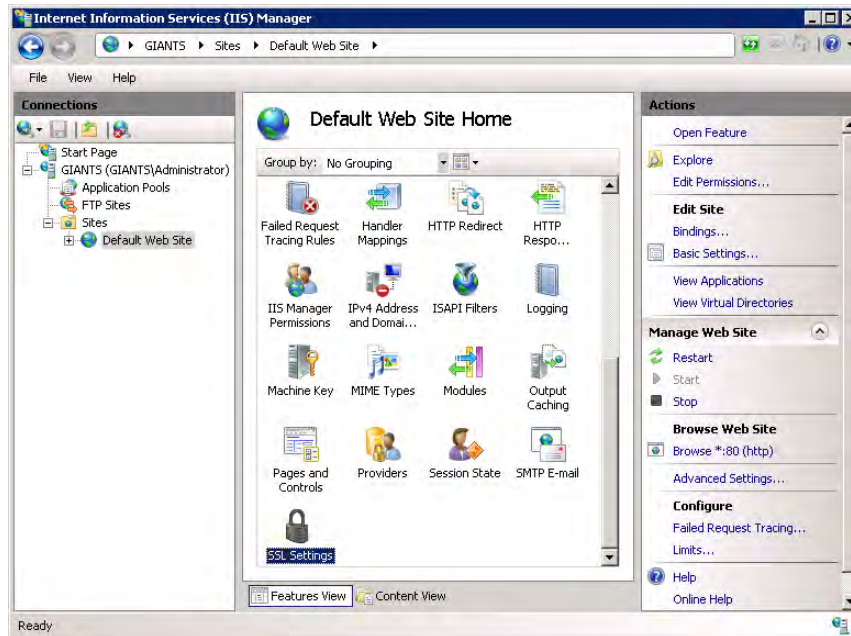 Internet Information Services (IIS) Manager
GIANTS
Sites
Default Web Site
File View Help
Connections
Start Page
GIANTS (GIANTS\Administrator)
Application Pools
FTP Sites
Sites
Default Web Site
Default Web Site Home
Group by: No Grouping
Failed Request Tracing Rules
Handler Mappings
HTTP Redirect
HTTP Respo...
IIS Manager Permissions
IPv4 Address and Domai...
ISAPI Filters
Logging
Machine Key
MIME Types
Modules
Output Caching
Pages and Controls
Providers
Session State
SMTP E-mail
SSL Settings
Features View
Content View
Actions
Open Feature
Explore
Edit Permissions...
Edit Site
Bindings...
Basic Settings...
View Applications
View Virtual Directories
Manage Web Site
Restart
Start
Stop
Browse Web Site
Browse *:80 (http)
Advanced Settings...
Configure
Failed Request Tracing...
Limits...
Help
Online Help
Ready